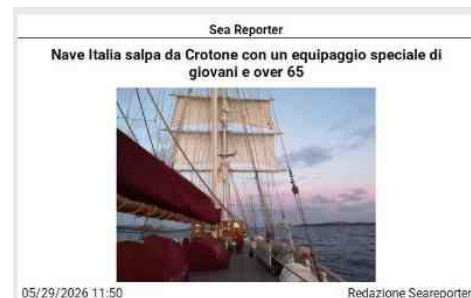 Sea Reporter
Nave Italia salpa da Crotone con un equipaggio speciale di
giovani e over 65
05/29/2026 11:50
Redazione Seareporter